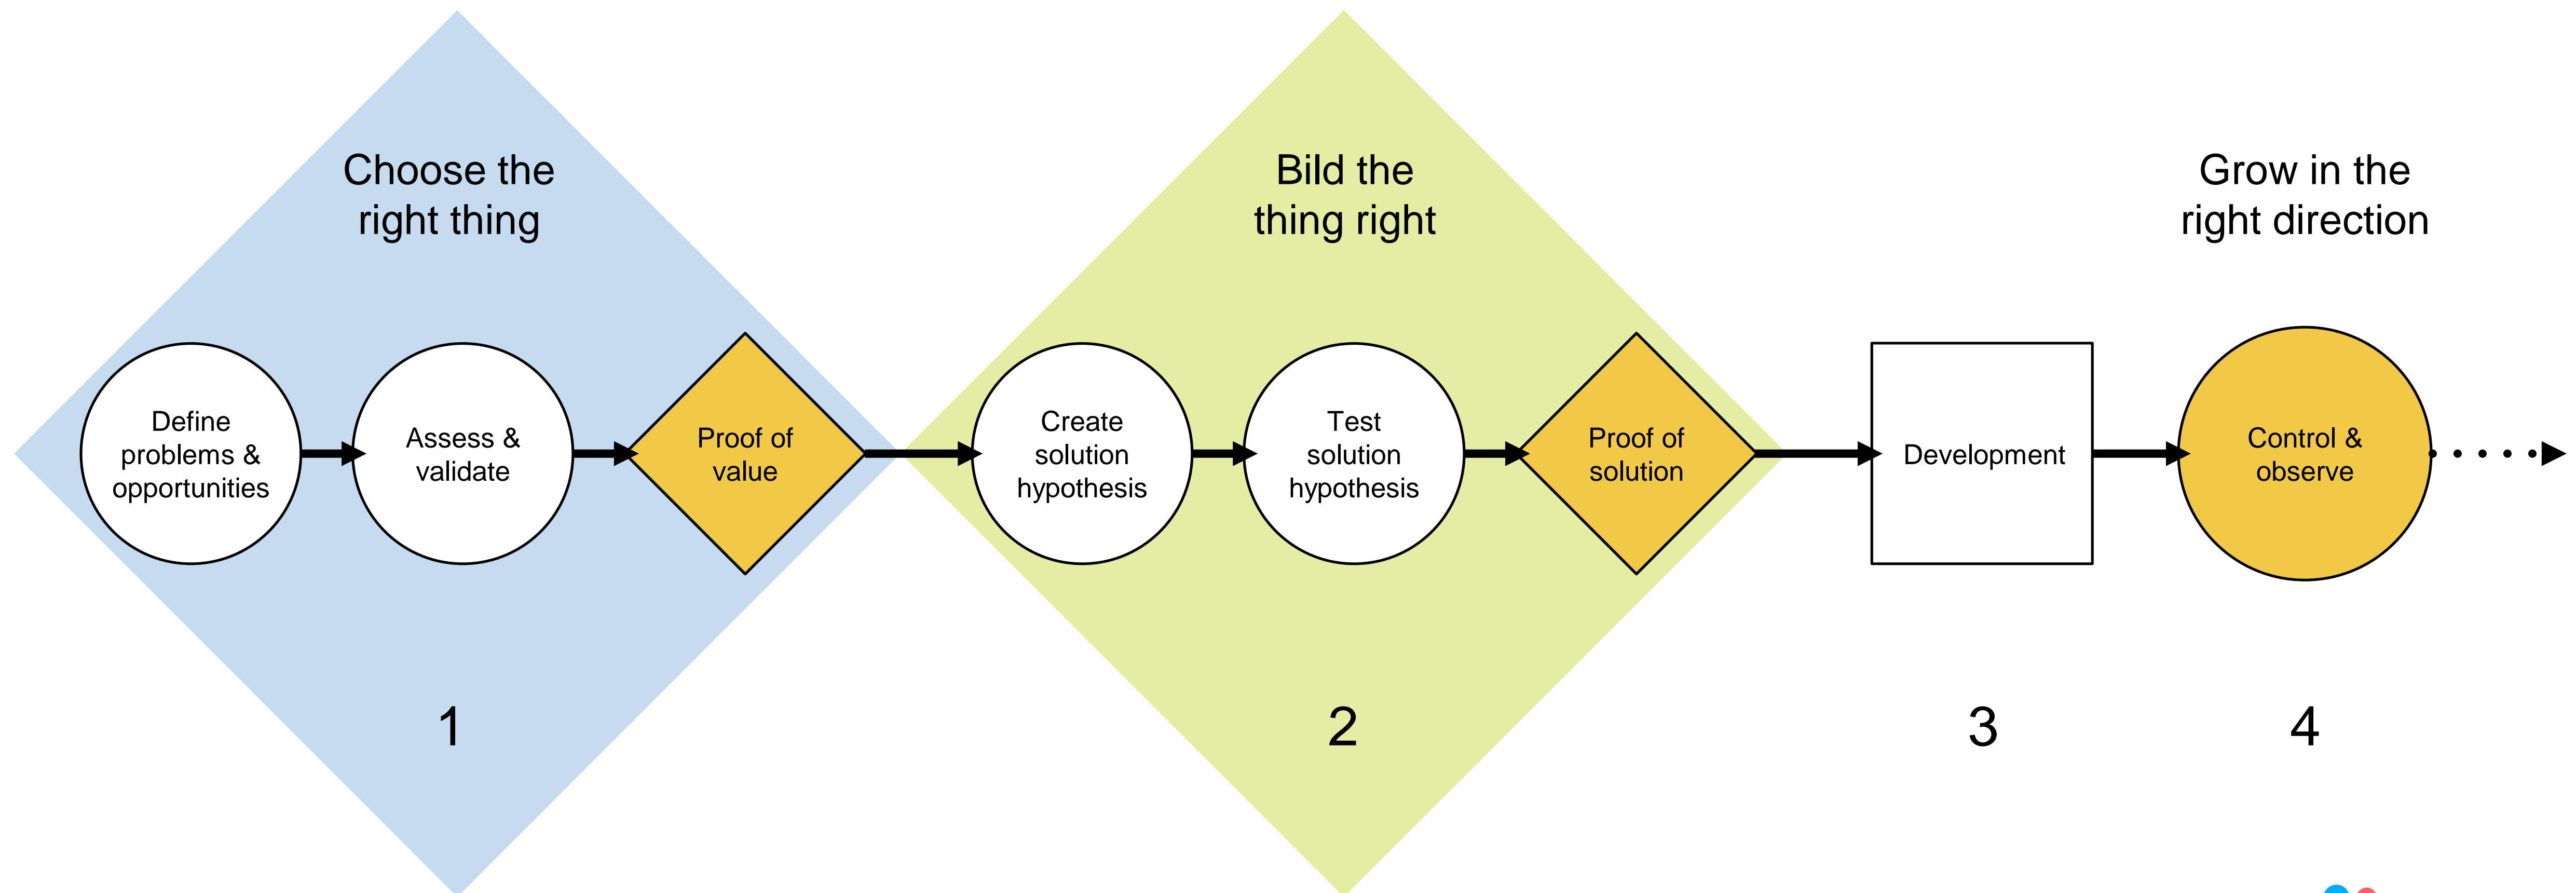 Choose the
right thing
Bild the
thing right
Grow in the
right direction
Define
problems &
opportunities
Assess &
validate
Proof of
value
Create
solution
hypothesis
Test
solution
hypothesis
Proof of
solution
Development
Control &
observe
1
2
3
4